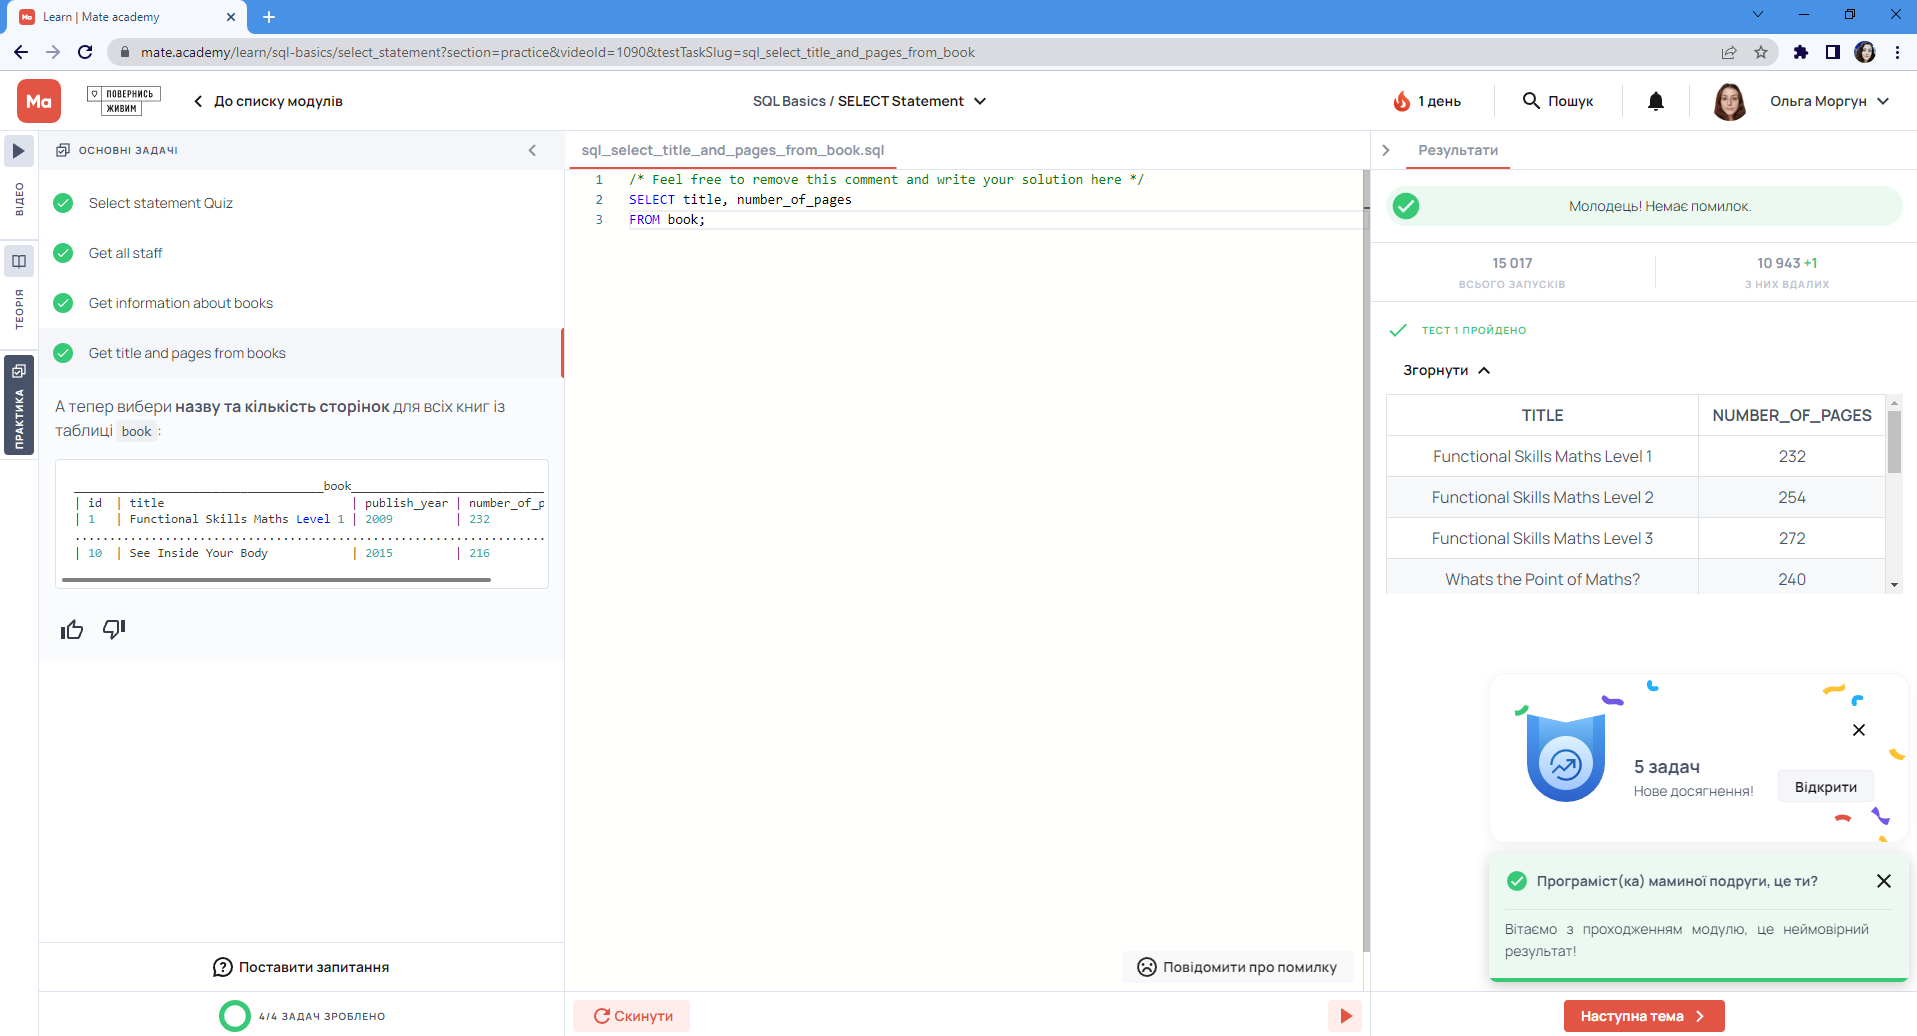 Learn | Mate academy
mate.academy/learn/sql-basics/select_statement?section=practice&videoId=1090&testTaskSlug=sql_select_title_and_pages_from_book
Ma
ПОВЕРНИСЬ
ЖИВИМ
До списку модулів
SQL Basics / SELECT Statement
1 день
Пошук
Ольга Моргун
ВІДЕО
ТЕОРІЯ
ПРАКТИКА
ОСНОВНІ ЗАДАЧІ
Select statement Quiz
Get all staff
Get information about books
Get title and pages from books
А тепер вибери назву та кількість сторінок для всіх книг із
таблиці book :
book
| id | title | publish_year | number_of_p
| 1 | Functional Skills Maths Level 1 | 2009 | 232
| 10 | See Inside Your Body | 2015 | 216
Поставити запитання
4/4 ЗАДАЧ ЗРОБЛЕНО
sql_select_title_and_pages_from_book.sql
1 /* Feel free to remove this comment and write your solution here */
2 SELECT title, number_of_pages
3 FROM book;
Повідомити про помилку
Скинути
Результати
Молодець! Немає помилок.
15 017
ВСЬОГО ЗАПУСКІВ
10 943 +1
З НИХ ВДАЛИХ
ТЕСТ 1 ПРОЙДЕНО
Згорнути
TITLE NUMBER_OF_PAGES
Functional Skills Maths Level 1 232
Functional Skills Maths Level 2 254
Functional Skills Maths Level 3 272
Whats the Point of Maths? 240
5 задач
Нове досягнення!
Відкрити
Програміст(ка) маминої подруги, це ти?
Вітаємо з проходженням модулю, це неймовірний
результат!
Наступна тема